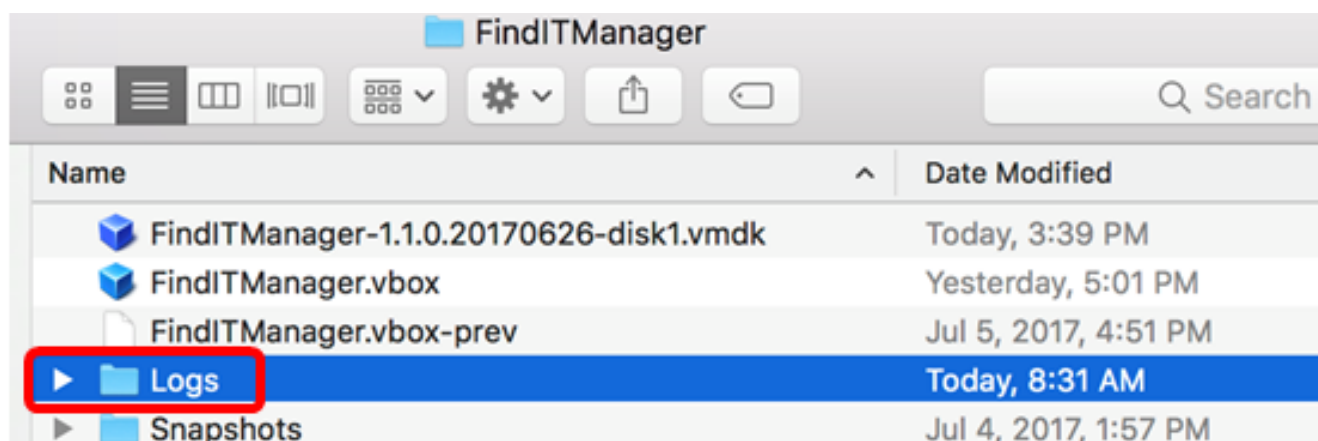 FindITManager
Search
Name Date Modified
FindITManager-1.1.0.20170626-disk1.vmdk Today, 3:39 PM
FindITManager.vbox Yesterday, 5:01 PM
FindITManager.vbox-prev Jul 5, 2017, 4:51 PM
Logs Today, 8:31 AM
Snapshots Jul 4, 2017, 1:57 PM